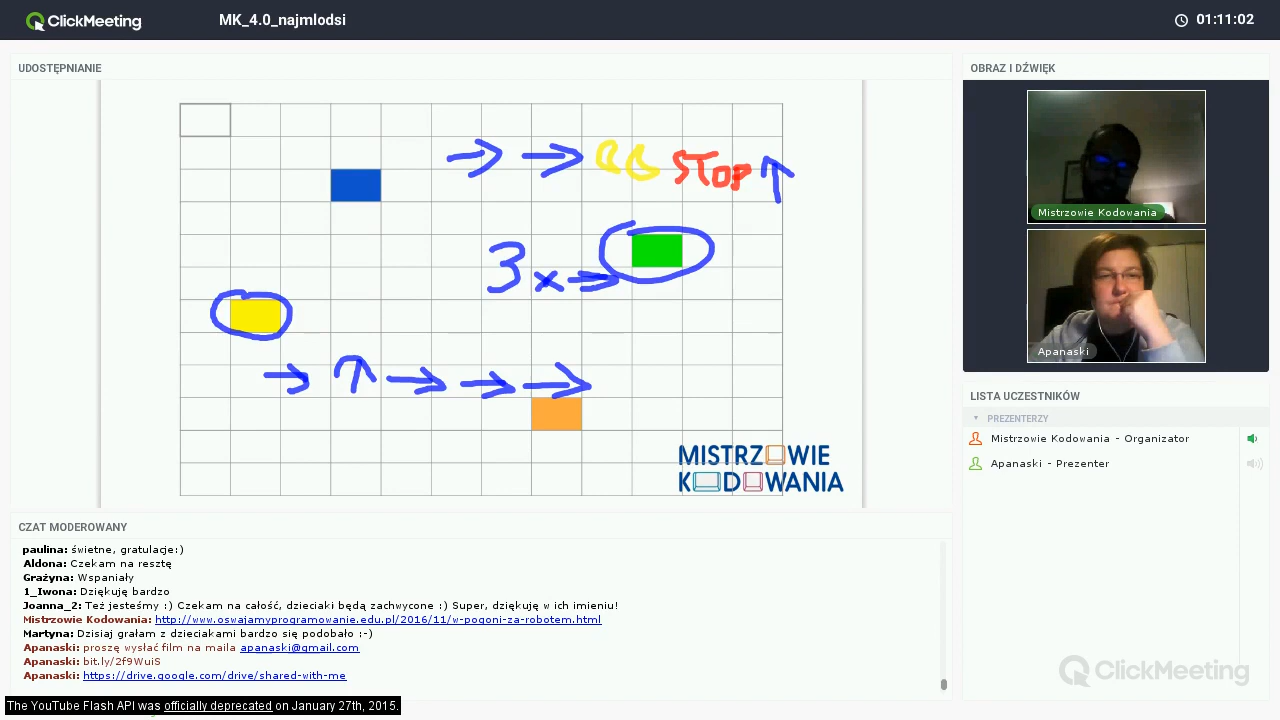 ClickMeeting
MK_4.0_najmlodsi
01:11:02
UDOSTĘPNIANIE
STOP
3 x
MISTRZOWIE
KODOWANIA
OBRAZ I DŹWIĘK
Mistrzowie Kodowania
Apanaski
LISTA UCZESTNIKÓW
PREZENTERZY
Mistrzowie Kodowania - Organizator
Apanaski - Prezenter
CZAT MODEROWANY
paulina: świetne, gratulacje:)
Aldona: Czekam na resztę
Grażyna: Wspaniały
1_Iwona: Dziękuję bardzo
Joanna_2: Też jesteśmy :) Czekam na całość, dzieciaki będą zachwycone :) Super, dziękuję w ich imieniu!
Mistrzowie Kodowania: http://www.oswajamyprogramowanie.edu.pl/2016/11/w-pogoni-za-robotem.html
Martyna: Dzisiaj grałam z dzieciakami bardzo się podobało :-)
Apanaski: proszę wysłać film na maila apanaski@gmail.com
Apanaski: bit.ly/2f9WuiS
Apanaski: https://drive.google.com/drive/shared-with-me
ClickMeeting
The YouTube Flash API was officially deprecated on January 27th, 2015.